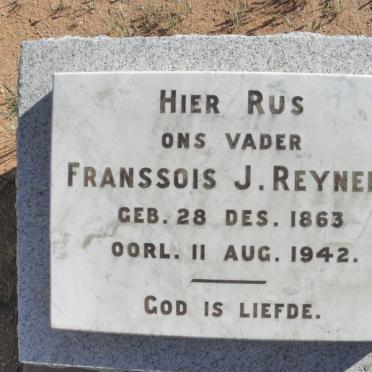 HIER RUS
ONS VADER
FRANSSOIS J. REYNE
GEB. 28 DES. 1863
OORL. 11 AUG. 1942.
GOD IS LIEFDE.